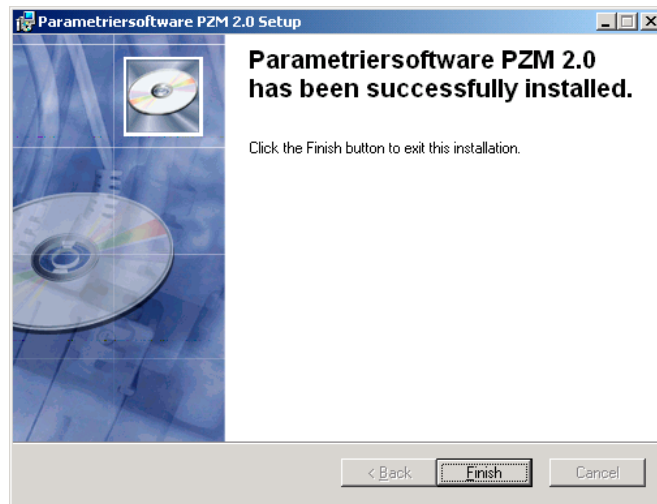 Parametriersoftware PZM 2.0 Setup
Parametriersoftware PZM 2.0
has been successfully installed.
Click the Finish button to exit this installation.
< Back
Finish
Cancel